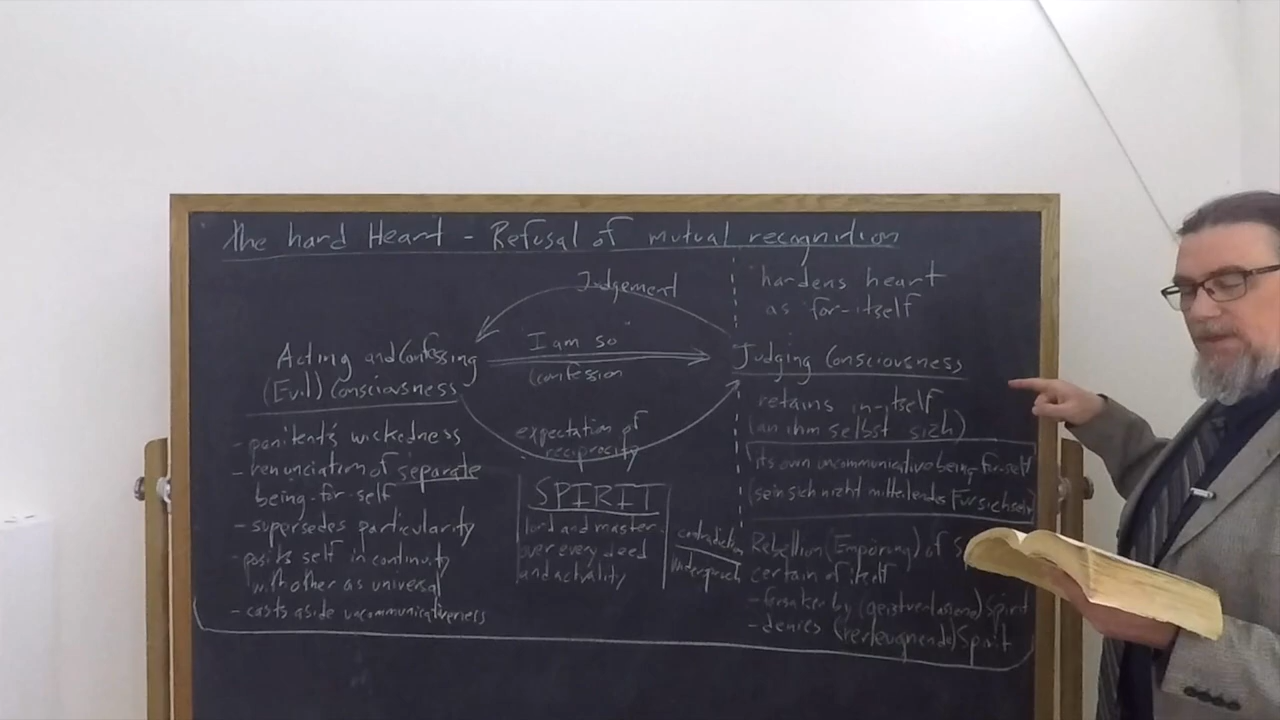 The hard Heart - Refusal of mutual recognition
Judgement
"I am so"
Confession
expectation of
reciprocity
Acting and Confessing
(Evil) Consciousness
- penitent's wickedness
- renunciation of separate
being-for-self
- supersedes particularity
- posits self in continuity
with other as universal
- casts aside uncommunicativeness
SPIRIT
lord and master
over every deed
and actuality
contradiction
hardens heart
as for-itself
Judging Consciousness
retains in-itself
(an ihm selbst sich)
its own uncommunicative being-for-self
(sein sich nicht mitteilendes Fürsichsein)
Rebellion (Empörung) of
certain of itself
- forsaken by Spirit
- denies (verleugnende) Spirit